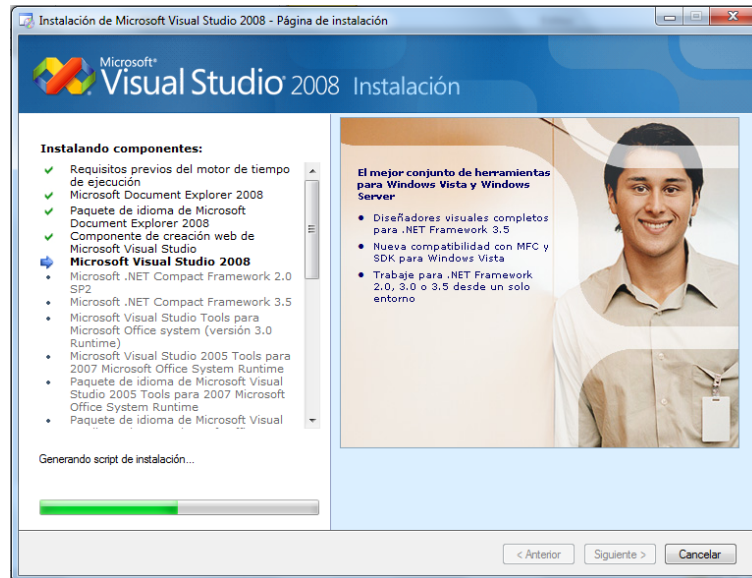 Instalación de Microsoft Visual Studio 2008 - Página de instalación
Microsoft®
Visual Studio® 2008 Instalación
Instalando componentes:
Requisitos previos del motor de tiempo
de ejecución
Microsoft Document Explorer 2008
Paquete de idioma de Microsoft
Document Explorer 2008
Componente de creación web de
Microsoft Visual Studio
Microsoft Visual Studio 2008
Microsoft .NET Compact Framework 2.0
SP2
Microsoft .NET Compact Framework 3.5
Microsoft Visual Studio Tools para
Microsoft Office system (versión 3.0
Runtime)
Microsoft Visual Studio 2005 Tools para
2007 Microsoft Office System Runtime
Paquete de idioma de Microsoft Visual
Studio 2005 Tools para 2007 Microsoft
Office System Runtime
Paquete de idioma de Microsoft Visual
Generando script de instalación...
El mejor conjunto de herramientas
para Windows Vista y Windows
Server
Diseñadores visuales completos
para .NET Framework 3.5
Nueva compatibilidad con MFC y
SDK para Windows Vista
Trabaje para .NET Framework
2.0, 3.0 o 3.5 desde un solo
entorno
< Anterior
Siguiente >
Cancelar